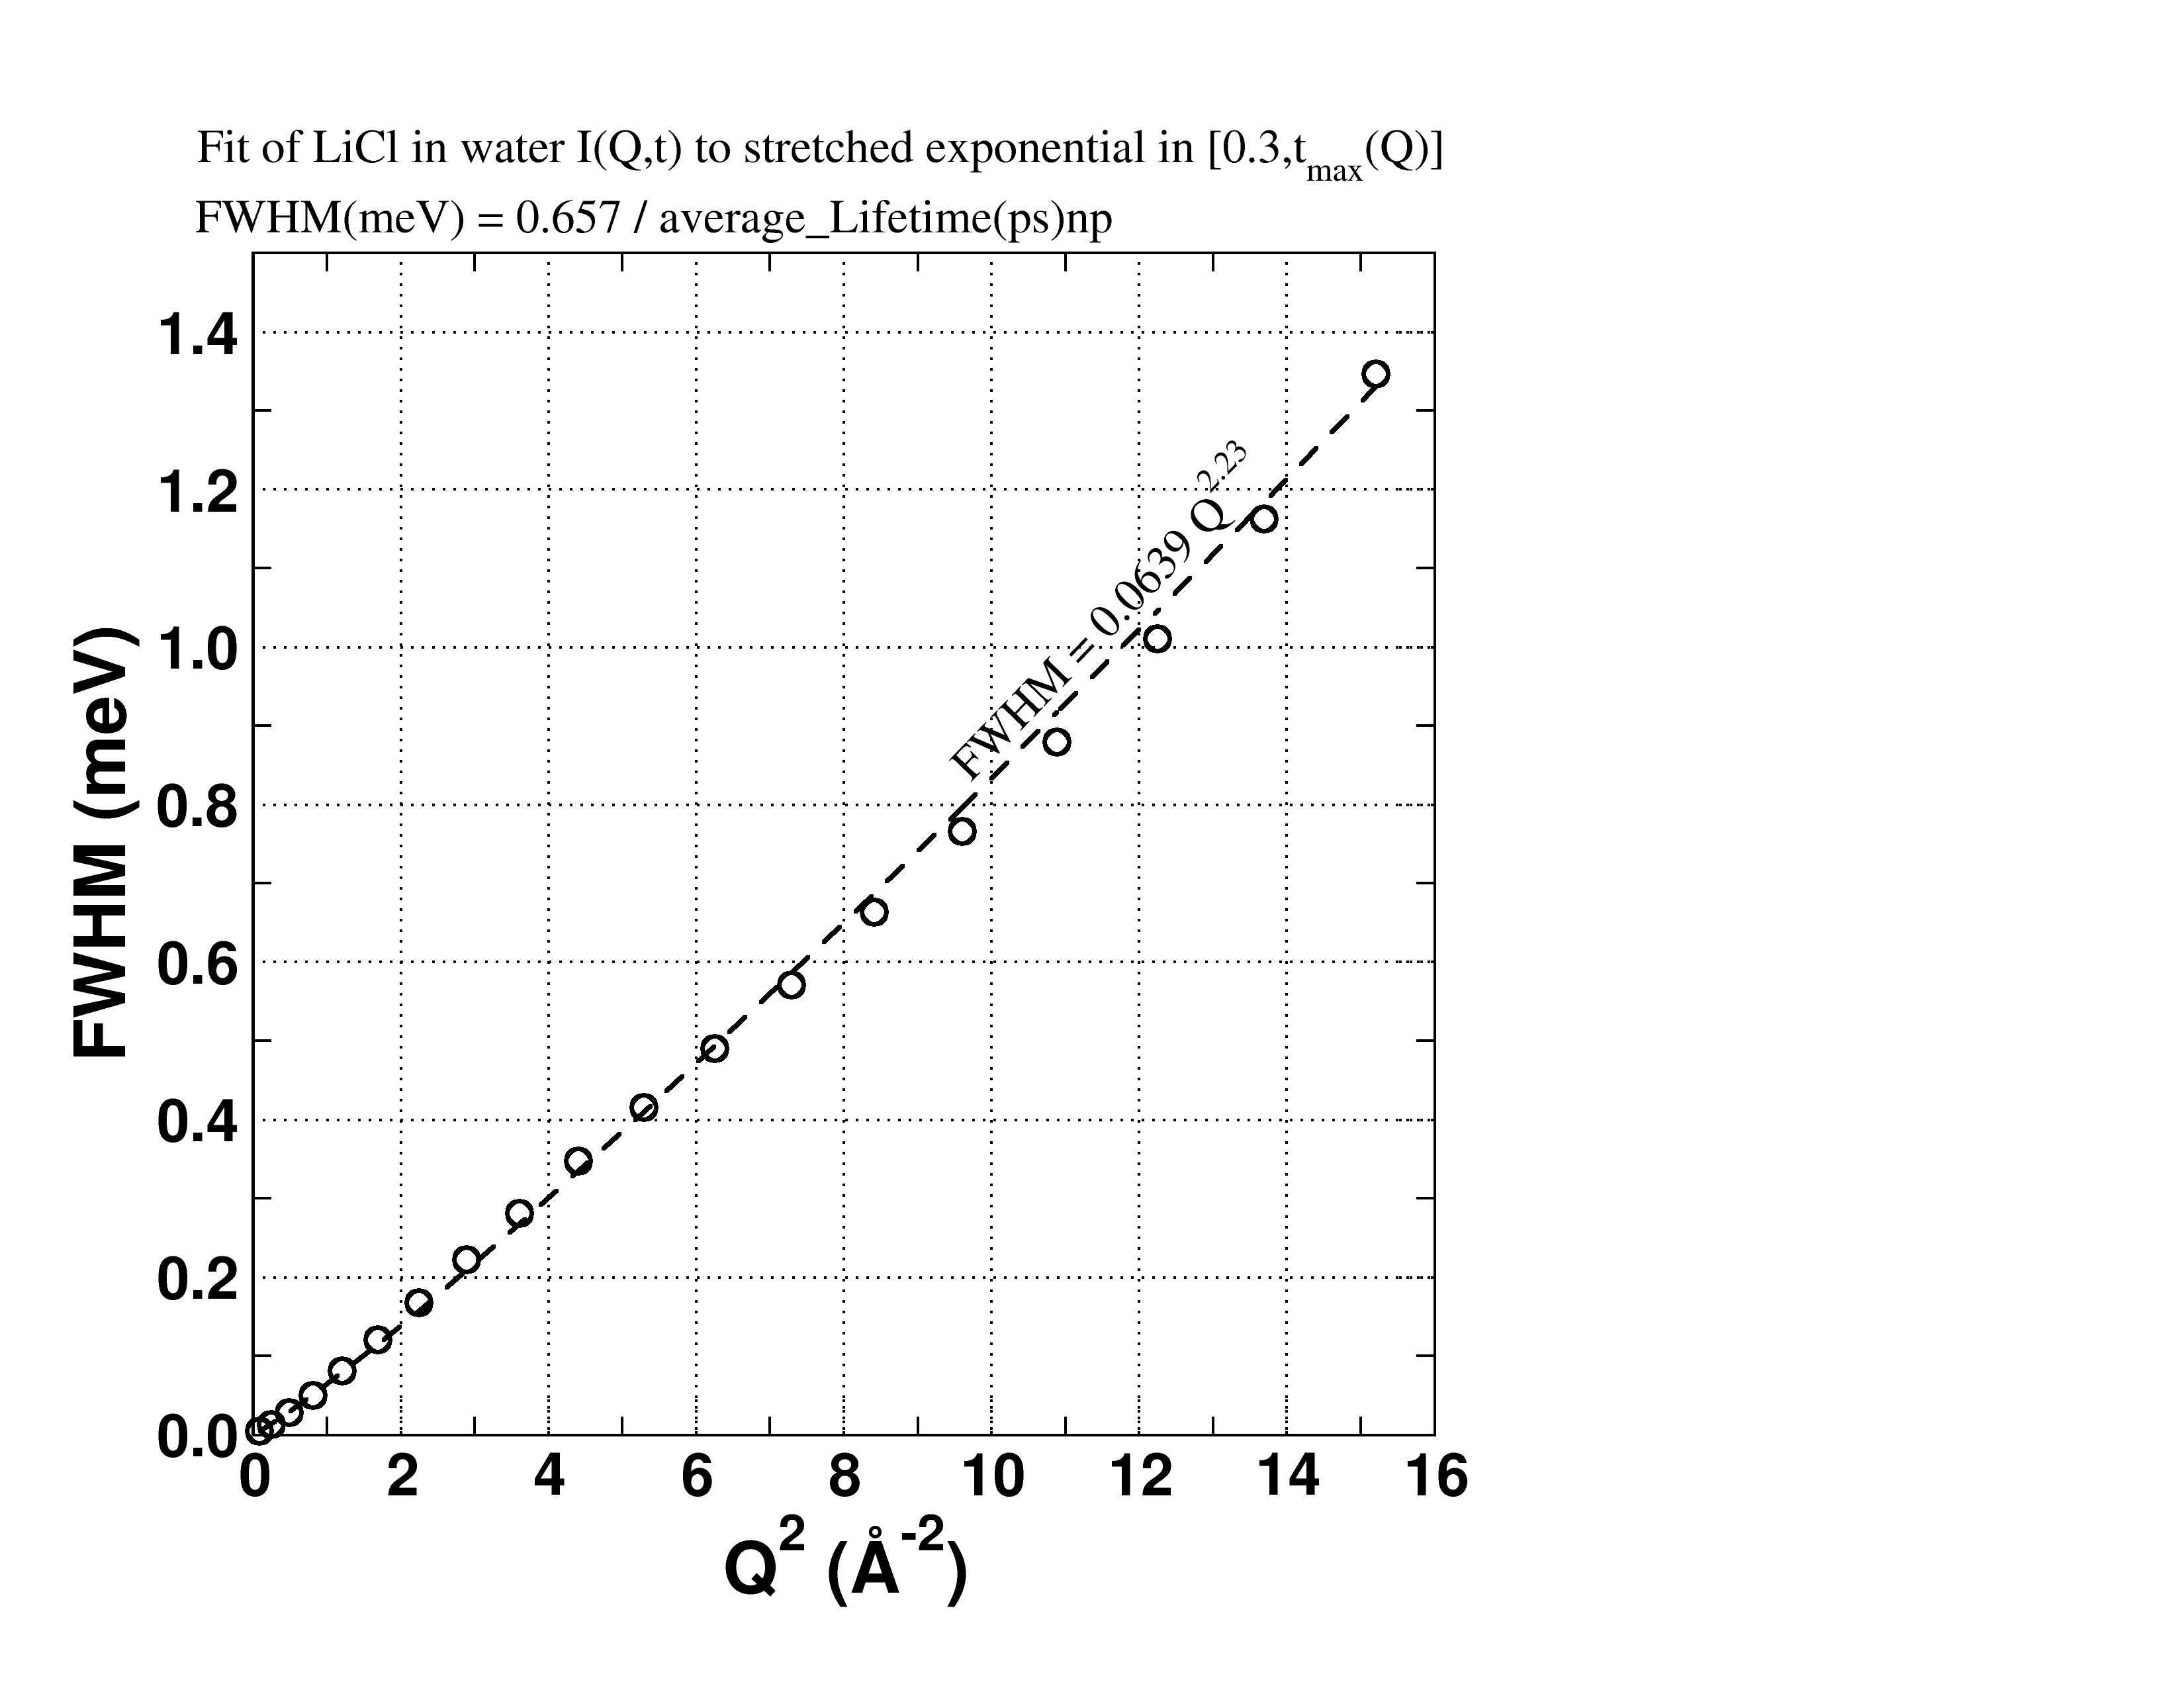 Fit of LiCl in water I(Q,t) to stretched exponential in [0.3,tmax(Q)]
FWHM(meV) = 0.657 / average_Lifetime(ps)np
1.4
1.2
1.0
0.8
0.6
0.4
0.2
0.0
FWHM (meV)
FWHM = 0.0639 Q^2.23
0 2 4 6 8 10 12 14 16
Q^2 (Å^-2)